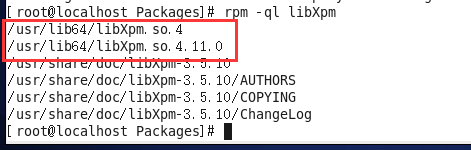 [root@localhost Packages]# rpm -ql libXpm
/usr/lib64/libXpm.so.4
/usr/lib64/libXpm.so.4.11.0
/usr/share/doc/libXpm-3.5.10
/usr/share/doc/libXpm-3.5.10/AUTHORS
/usr/share/doc/libXpm-3.5.10/COPYING
/usr/share/doc/libXpm-3.5.10/ChangeLog
[root@localhost Packages]#